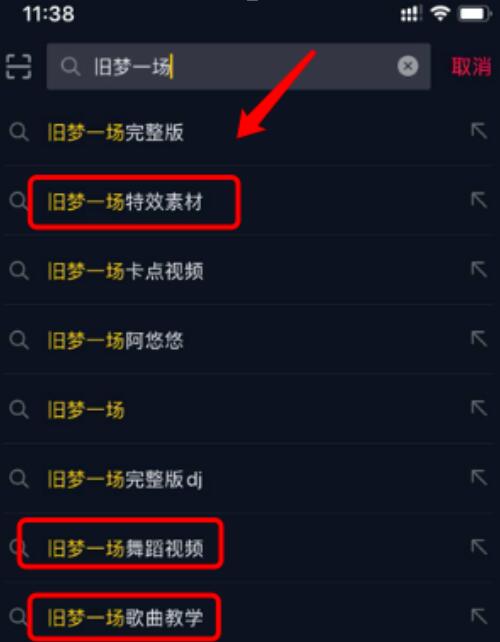 11:38
旧梦一场
取消
旧梦一场完整版
旧梦一场特效素材
旧梦一场卡点视频
旧梦一场阿悠悠
旧梦一场
旧梦一场完整版dj
旧梦一场舞蹈视频
旧梦一场歌曲教学